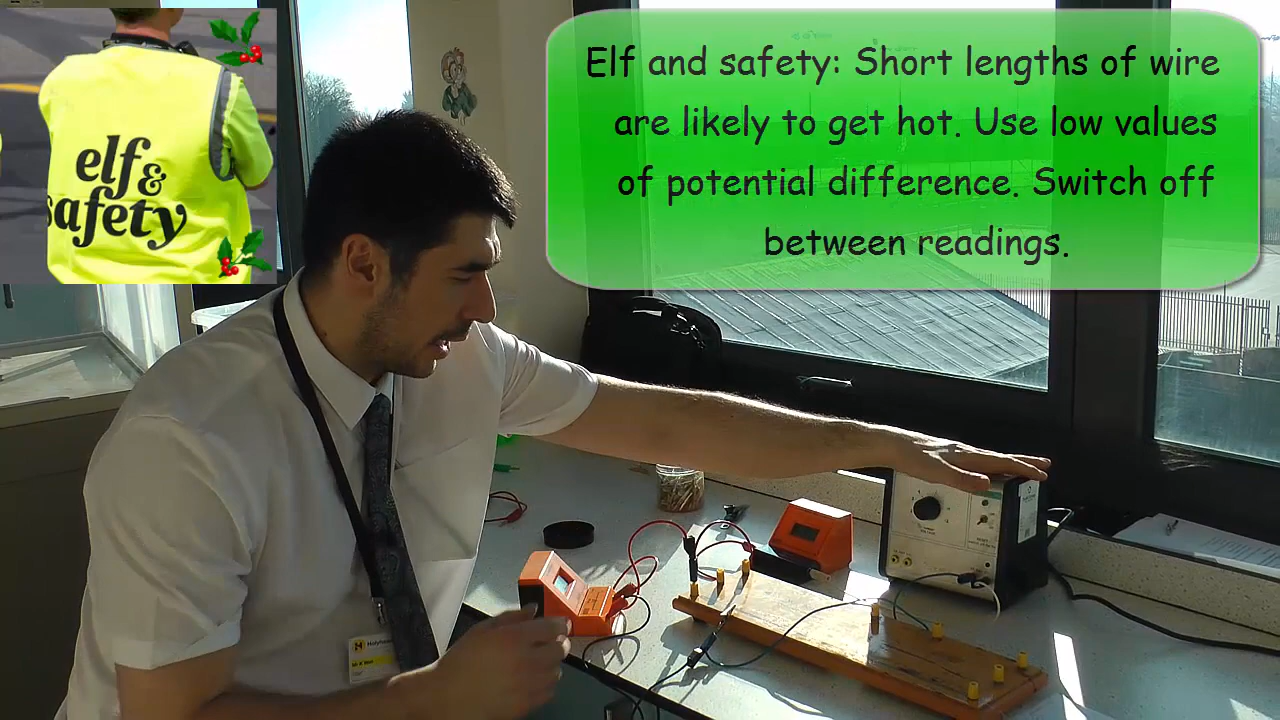 elf &
safety
Elf and safety: Short lengths of wire
are likely to get hot. Use low values
of potential difference. Switch off
between readings.